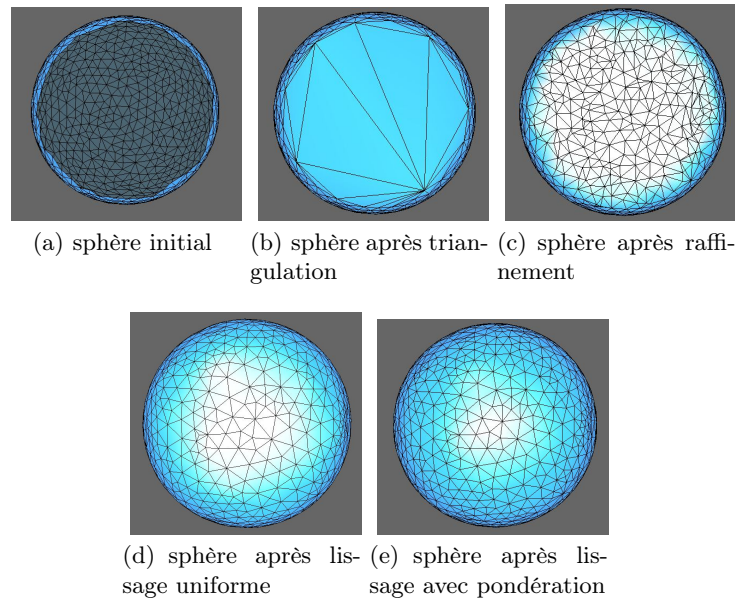 (a) sphère initial
(b) sphère après trian-
gulation
(c) sphère après raffi-
nement
(d) sphère après lis-
sage uniforme
(e) sphère après lis-
sage avec pondération